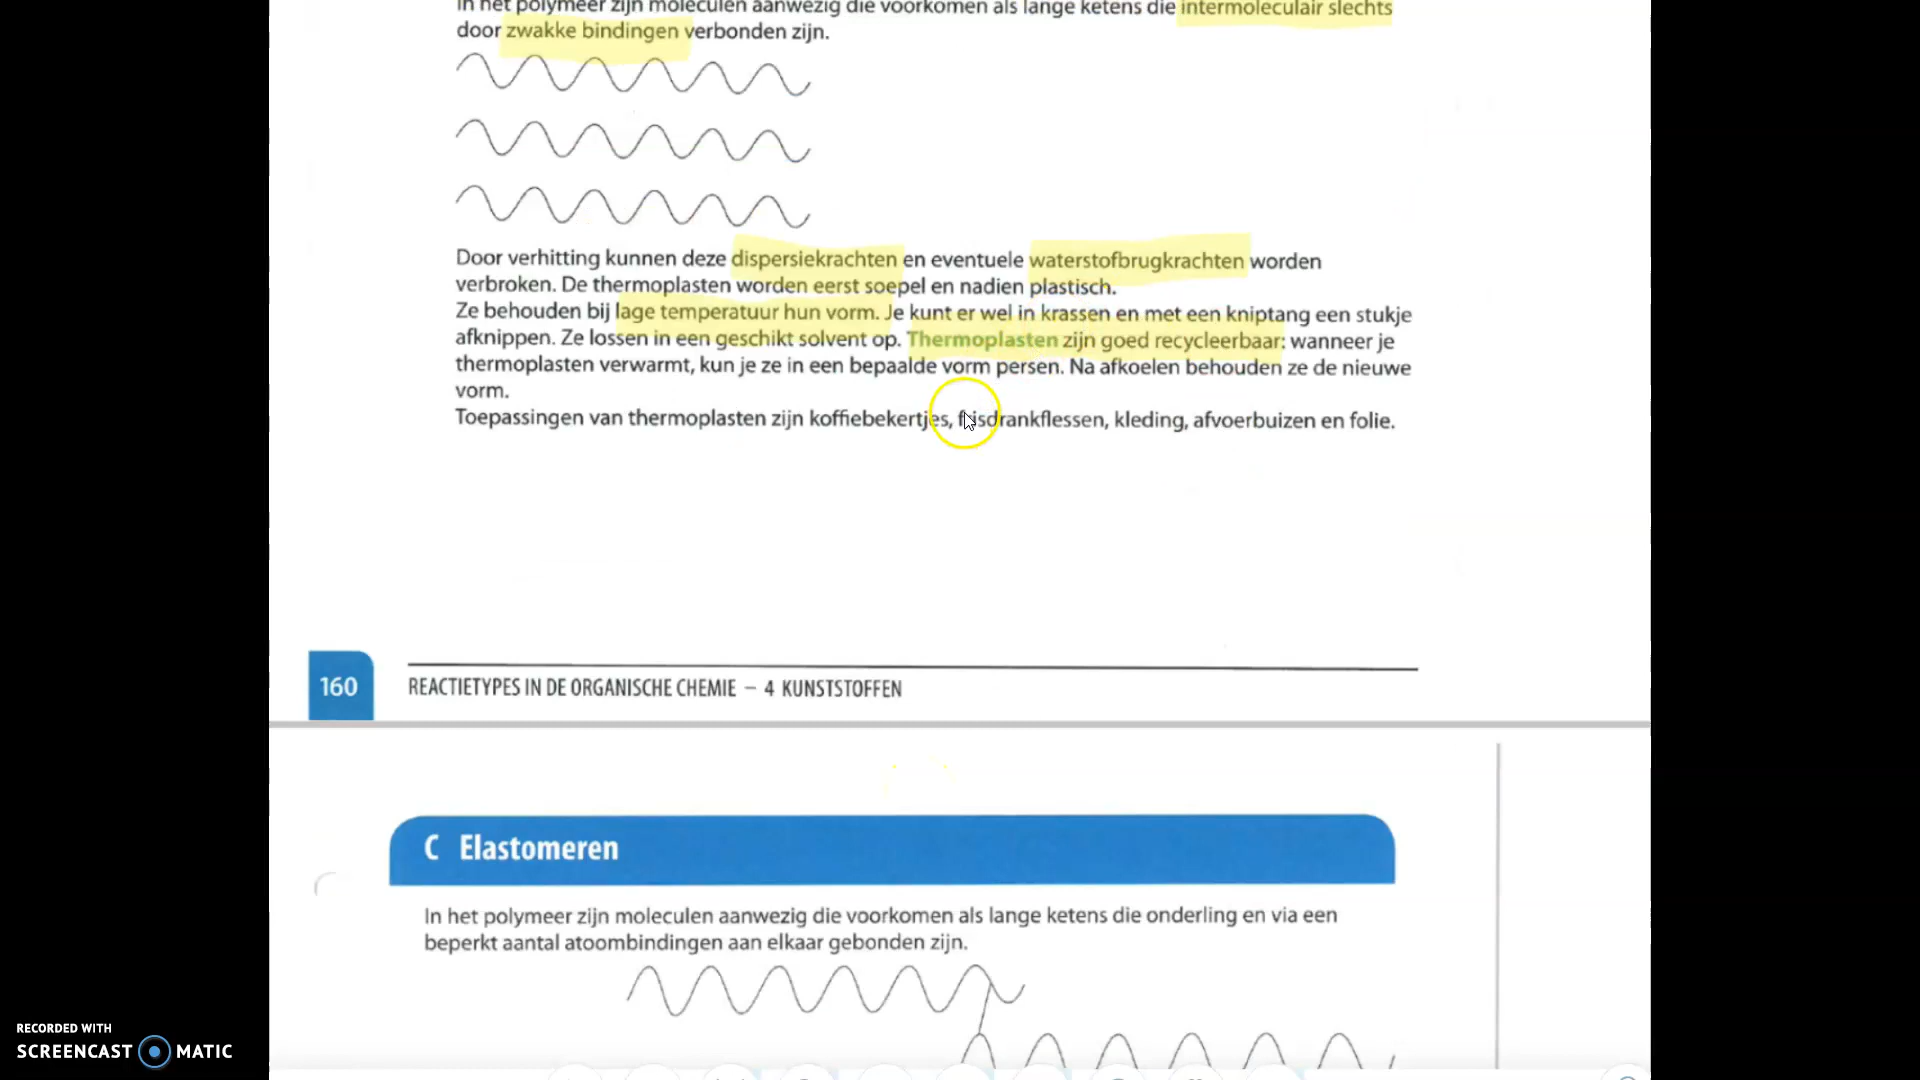 In het polymeer zijn moleculen aanwezig die voorkomen als lange ketens die intermoleculair slechts
door zwakke bindingen verbonden zijn.
Door verhitting kunnen deze dispersiekrachten en eventuele waterstofbrugkrachten worden
verbroken. De thermoplasten worden eerst soepel en nadien plastisch.
Ze behouden bij lage temperatuur hun vorm. Je kunt er wel in krassen en met een kniptang een stukje
afknippen. Ze lossen in een geschikt solvent op. Thermoplasten zijn goed recycleerbaar: wanneer je
thermoplasten verwarmt, kun je ze in een bepaalde vorm persen. Na afkoelen behouden ze de nieuwe
vorm.
Toepassingen van thermoplasten zijn koffiebekertjes, frisdrankflessen, kleding, afvoerbuizen en folie.
160 REACTIETYPES IN DE ORGANISCHE CHEMIE – 4 KUNSTSTOFFEN
C Elastomeren
In het polymeer zijn moleculen aanwezig die voorkomen als lange ketens die onderling en via een
beperkt aantal atoombindingen aan elkaar gebonden zijn.
RECORDED WITH
SCREENCAST MATIC